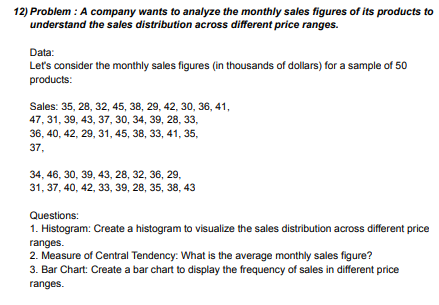 12) Problem : A company wants to analyze the monthly sales figures of its products to
understand the sales distribution across different price ranges.
Data:
Let's consider the monthly sales figures (in thousands of dollars) for a sample of 50
products:
Sales: 35, 28, 32, 45, 38, 29, 42, 30, 36, 41,
47, 31, 39, 43, 37, 30, 34, 39, 28, 33,
36, 40, 42, 29, 31, 45, 38, 33, 41, 35,
37,
34, 46, 30, 39, 43, 28, 32, 36, 29,
31, 37, 40, 42, 33, 39, 28, 35, 38, 43
Questions:
1. Histogram: Create a histogram to visualize the sales distribution across different price
ranges.
2. Measure of Central Tendency: What is the average monthly sales figure?
3. Bar Chart: Create a bar chart to display the frequency of sales in different price
ranges.